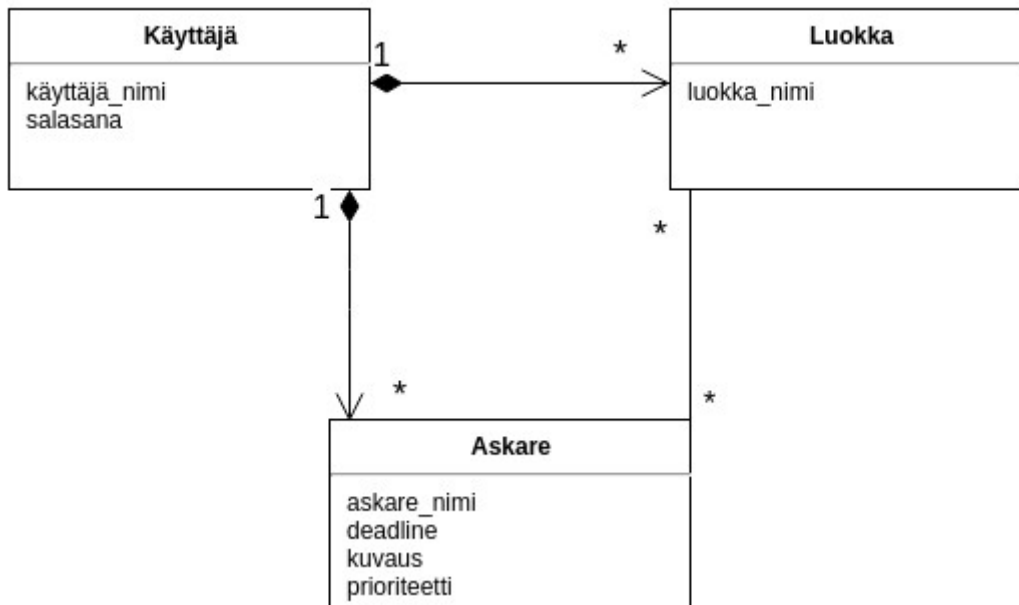 Käyttäjä
käyttäjä_nimi
salasana
1
*
Luokka
luokka_nimi
1
*
*
*
Askare
askare_nimi
deadline
kuvaus
prioriteetti